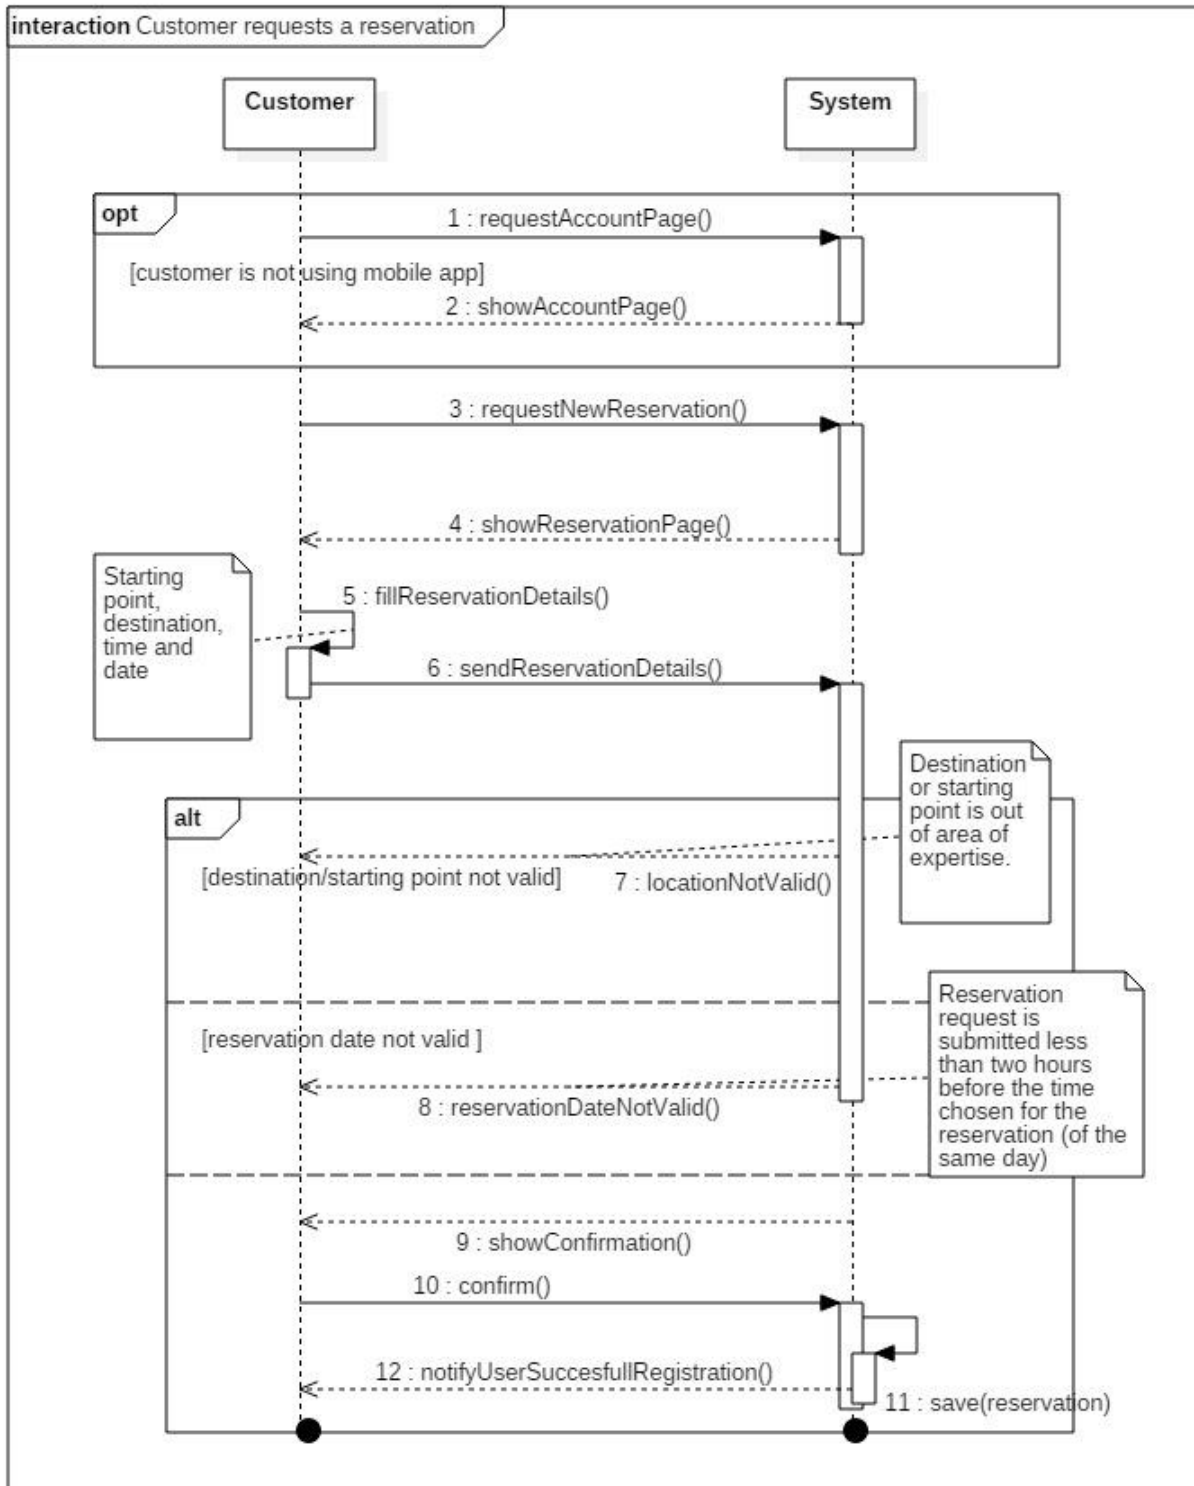 interaction Customer requests a reservation
Customer
System
opt
1 : requestAccountPage()
[customer is not using mobile app]
2 : showAccountPage()
3 : requestNewReservation()
4 : showReservationPage()
Starting
point,
destination,
time and
date
5 : fillReservationDetails()
6 : sendReservationDetails()
Destination
or starting
point is out
of area of
expertise.
alt
[destination/starting point not valid]
7 : locationNotValid()
Reservation
request is
submitted less
than two hours
before the time
chosen for the
reservation (of the
same day)
[reservation date not valid ]
8 : reservationDateNotValid()
9 : showConfirmation()
10 : confirm()
12 : notifyUserSuccesfullRegistration()
11 : save(reservation)